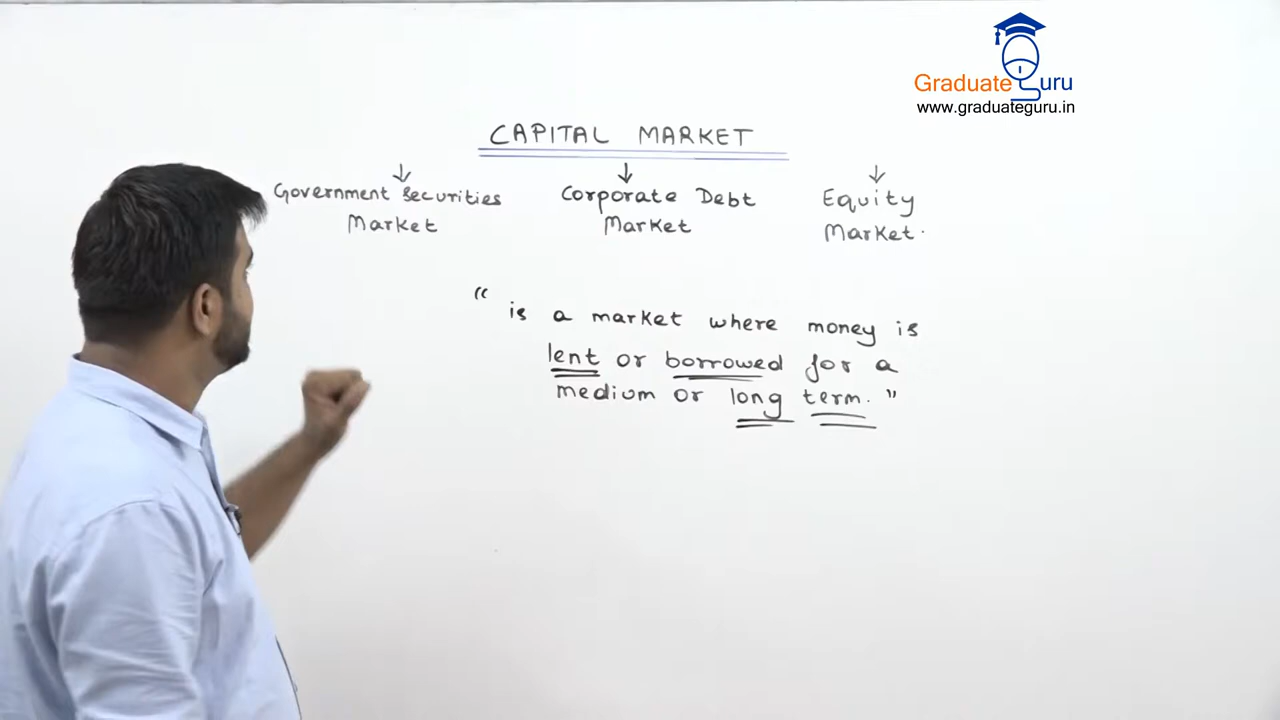 Graduate Guru
www.graduateguru.in
CAPITAL MARKET
↓ ↓ ↓
Government Securities Corporate Debt Equity
Market Market Market.
“ is a market where money is
lent or borrowed for a
medium or long term. ”